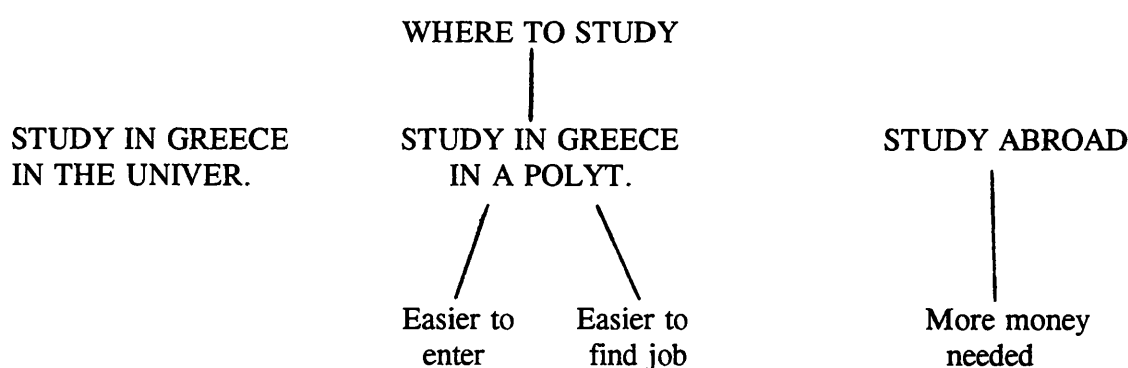 WHERE TO STUDY
STUDY IN GREECE
IN THE UNIVER.
STUDY IN GREECE
IN A POLYT.
STUDY ABROAD
Easier to
enter
Easier to
find job
More money
needed